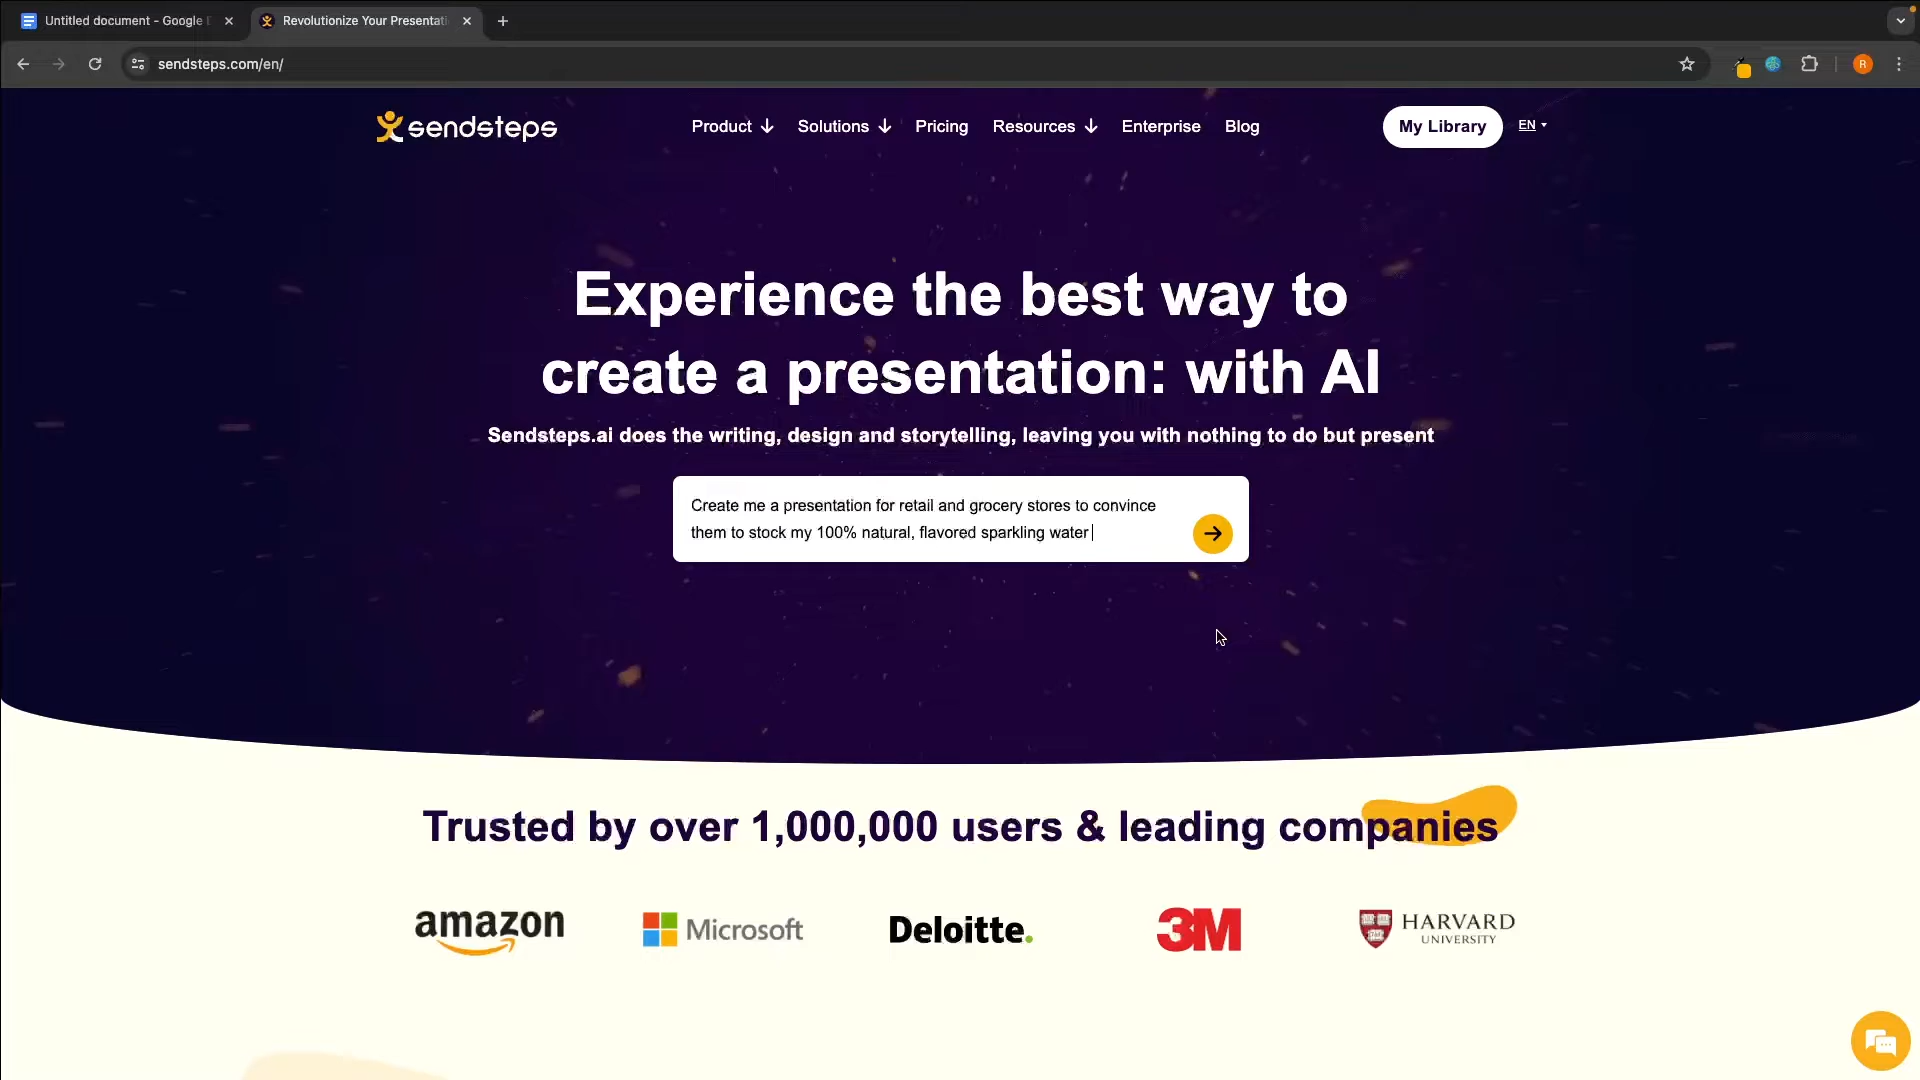 Untitled document - Google
Revolutionize Your Presentati
sendsteps.com/en/
R
sendsteps
Product
Solutions
Pricing
Resources
Enterprise
Blog
My Library
EN
Experience the best way to
create a presentation: with AI
Sendsteps.ai does the writing, design and storytelling, leaving you with nothing to do but present
Create me a presentation for retail and grocery stores to convince
them to stock my 100% natural, flavored sparkling water
Trusted by over 1,000,000 users & leading companies
amazon
Microsoft
Deloitte.
3M
HARVARD
UNIVERSITY